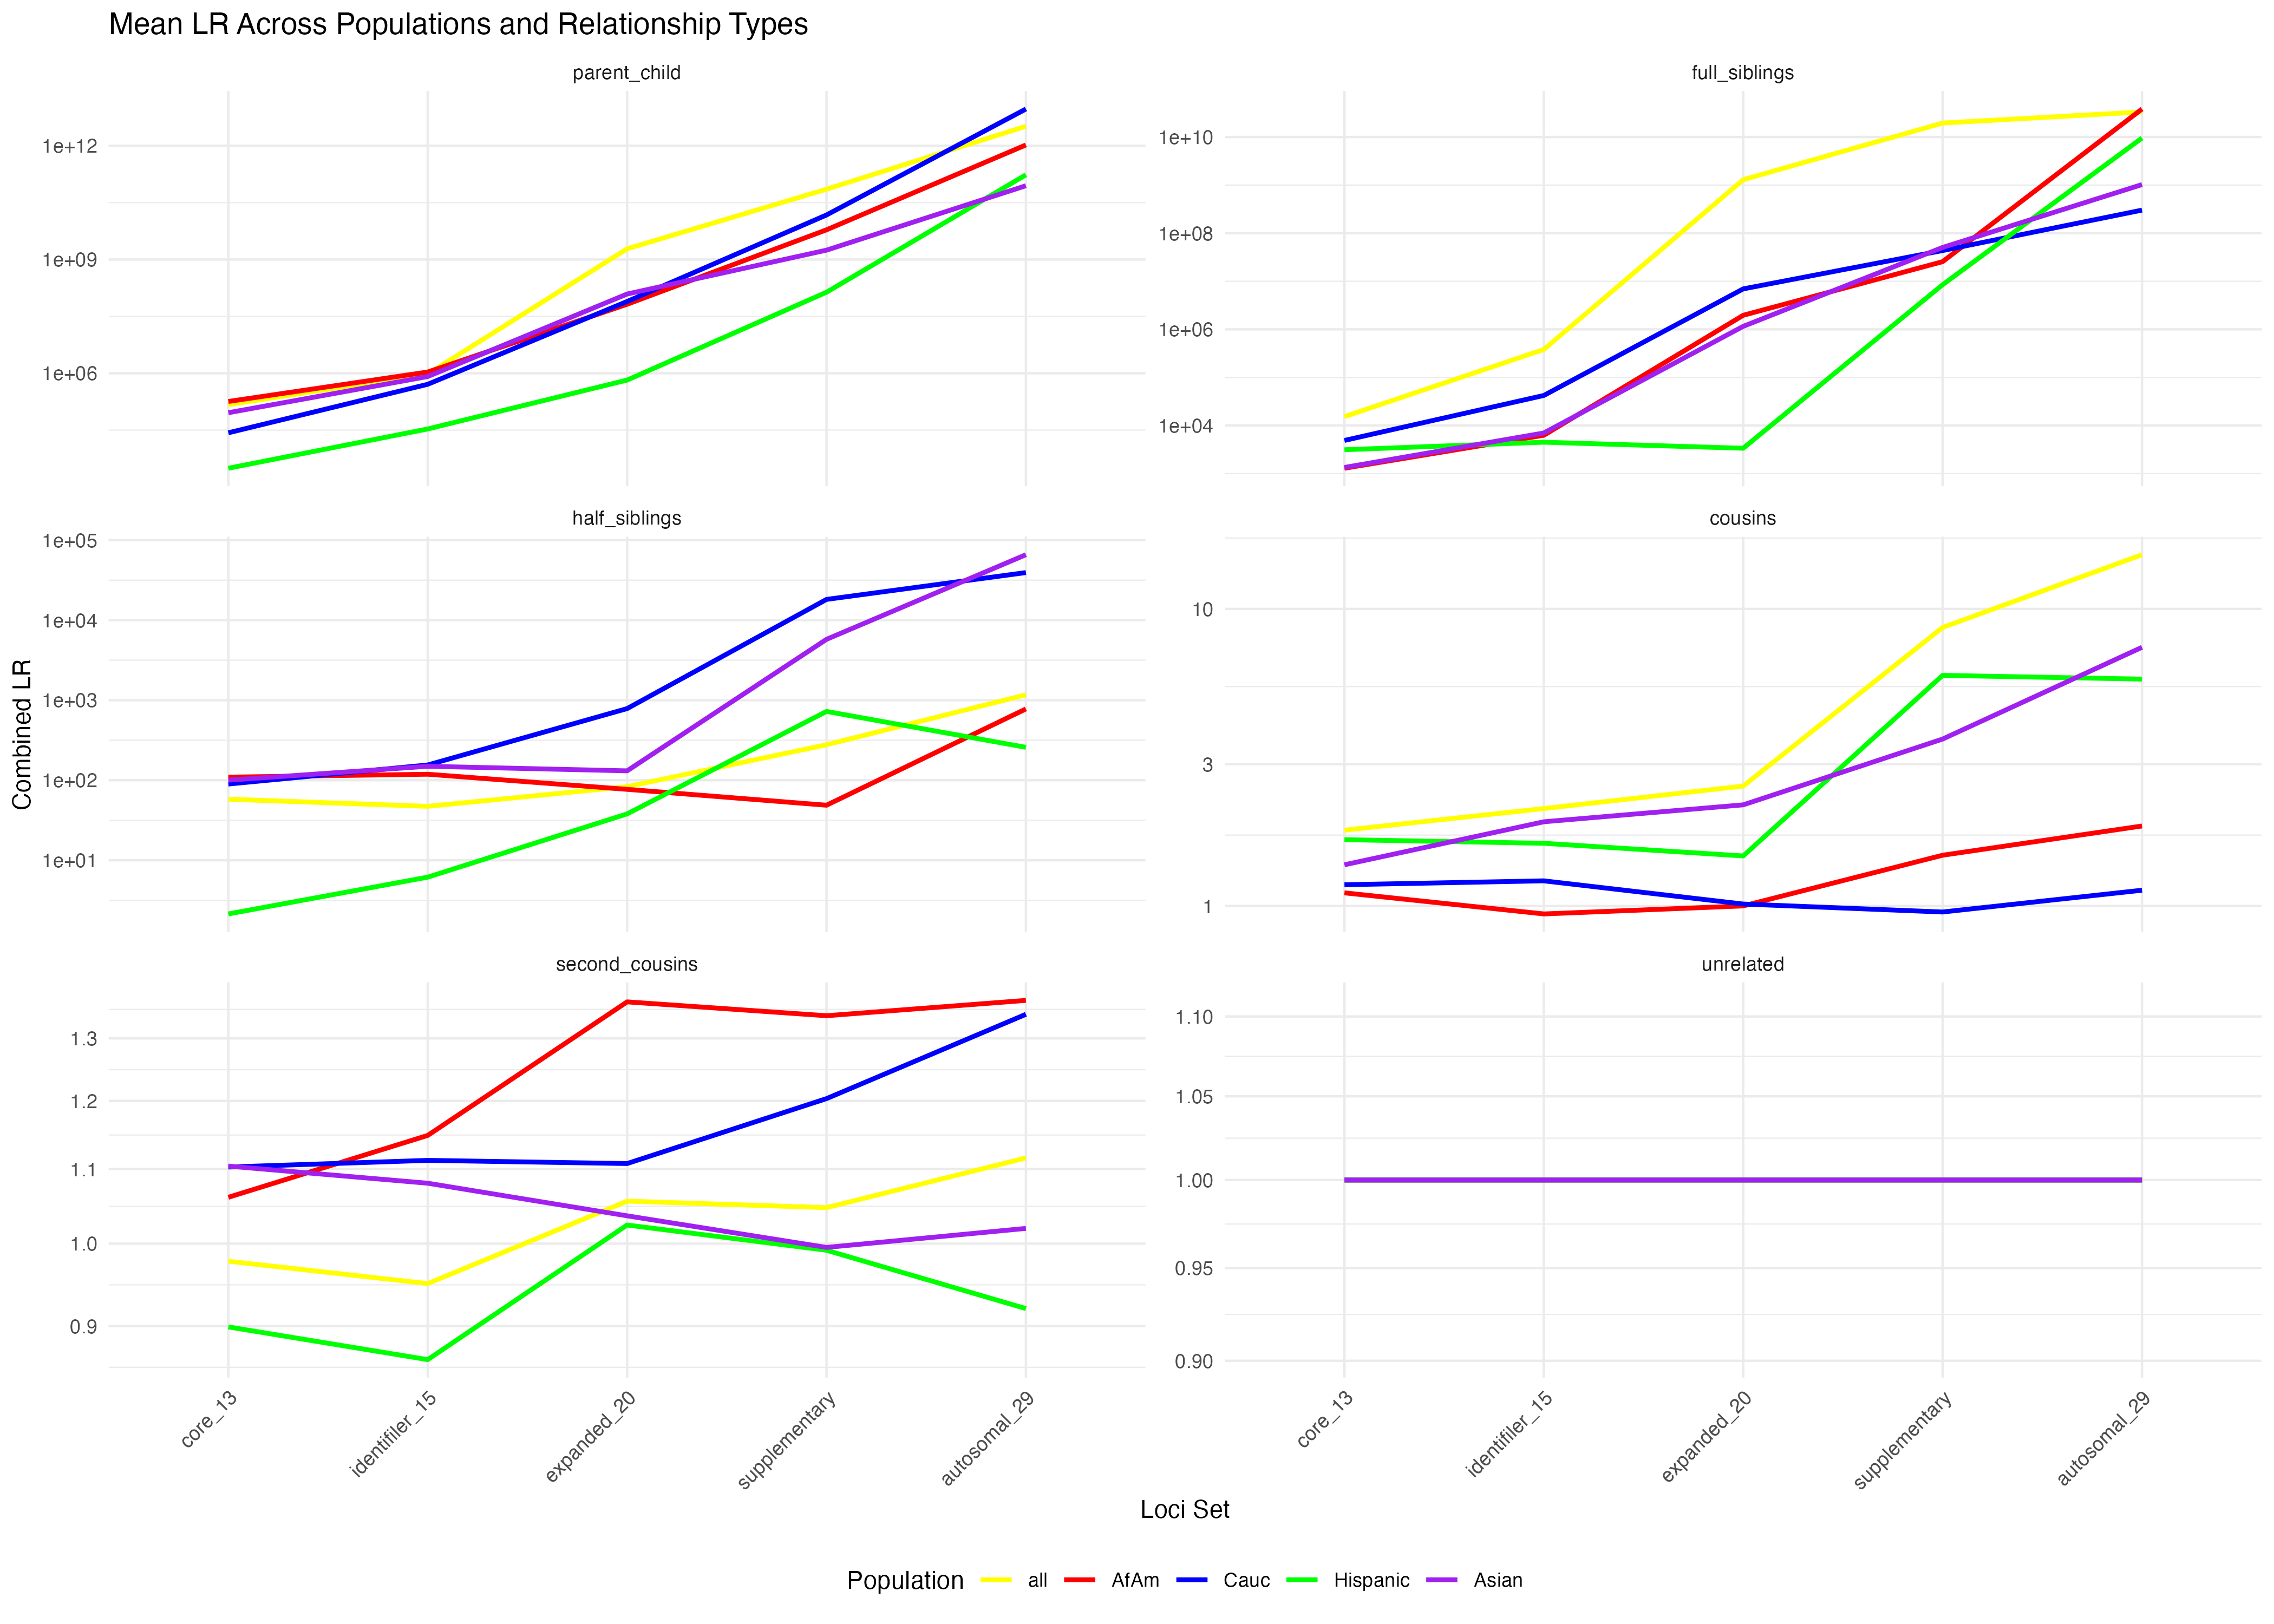 Mean LR Across Populations and Relationship Types
parent_child
full_siblings
1e+12
1e+09
1e+06
1e+10
1e+08
1e+06
1e+04
half_siblings
cousins
1e+05
1e+04
1e+03
1e+02
1e+01
10
3
1
Combined LR
second_cousins
unrelated
1.3
1.2
1.1
1.0
0.9
1.10
1.05
1.00
0.95
0.90
core_13
identifiler_15
expanded_20
supplementary
autosomal_29
core_13
identifiler_15
expanded_20
supplementary
autosomal_29
Loci Set
Population all AfAm Cauc Hispanic Asian